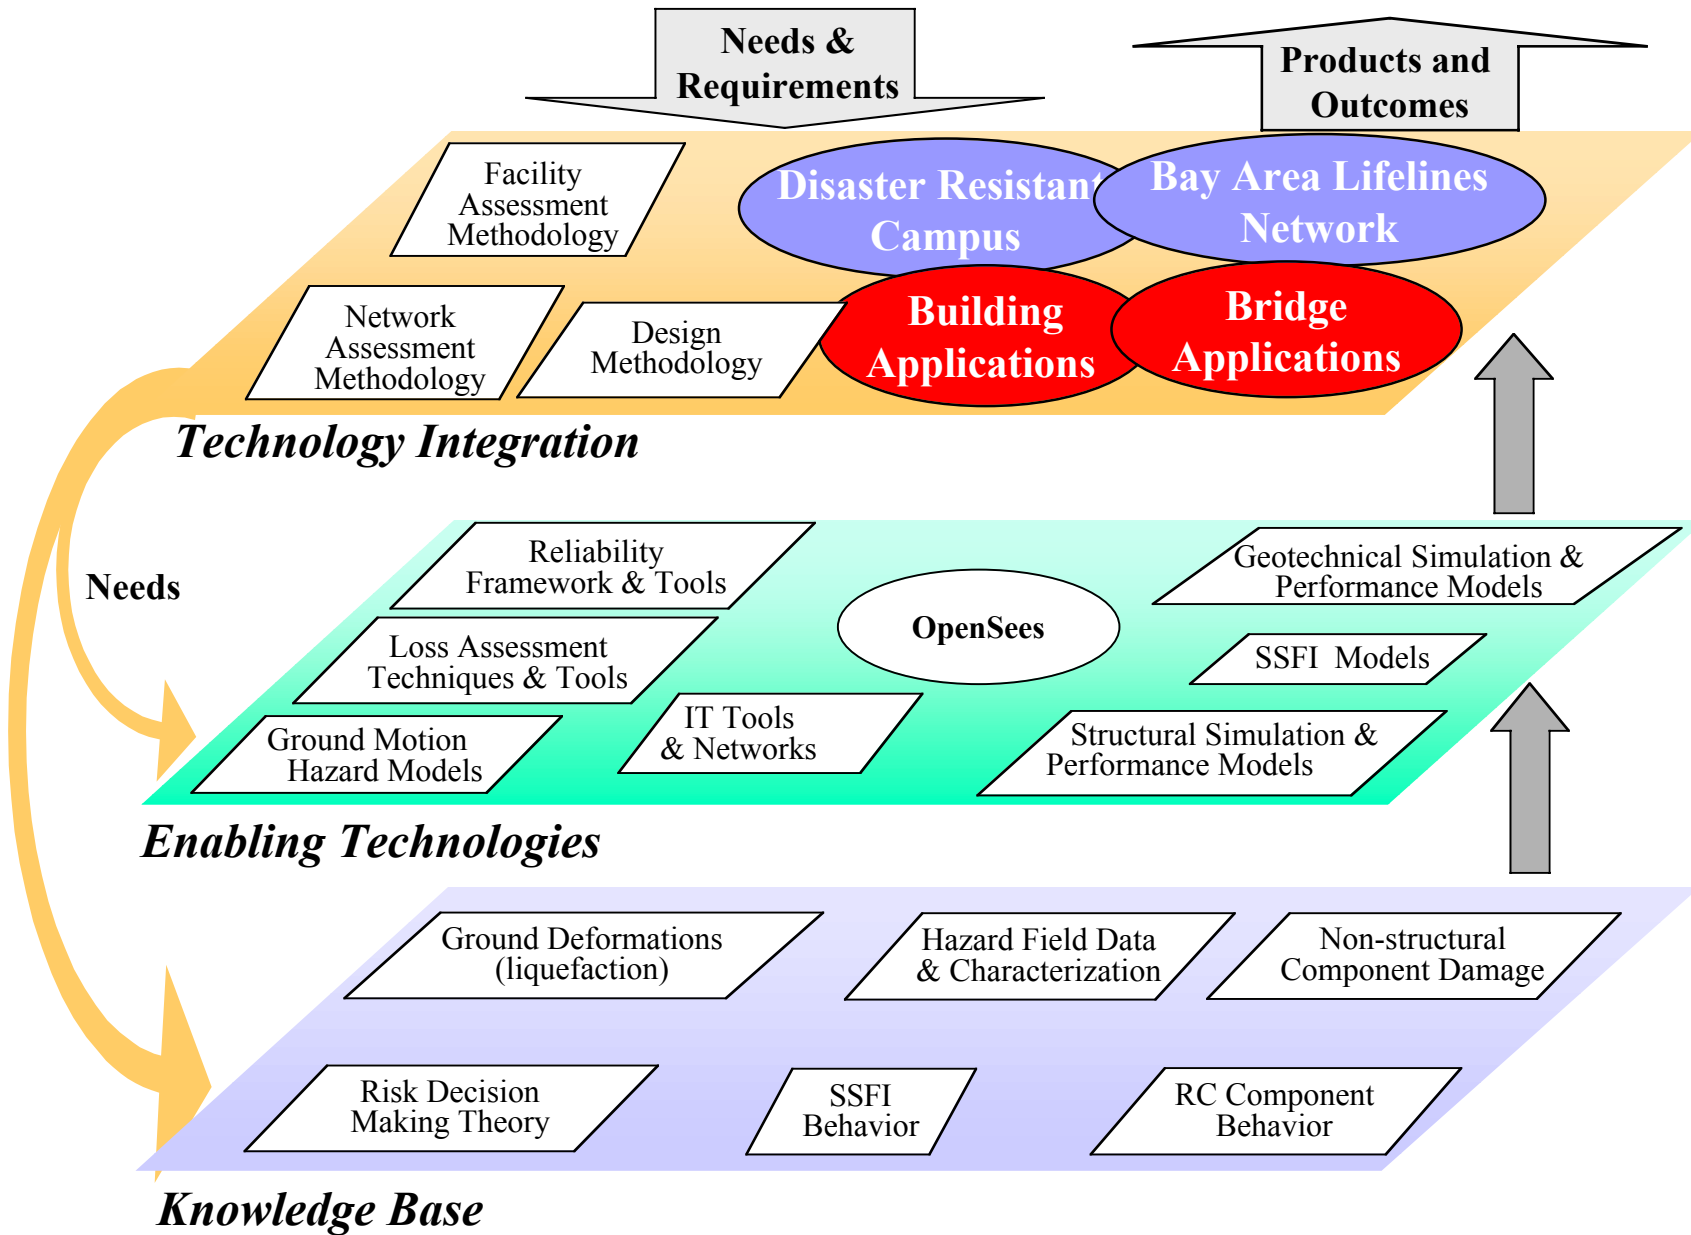 Needs &
Requirements
Products and
Outcomes
Facility
Assessment
Methodology
Disaster Resistant
Campus
Bay Area Lifelines
Network
Network
Assessment
Methodology
Design
Methodology
Building
Applications
Bridge
Applications
Technology Integration
Needs
Reliability
Framework & Tools
OpenSees
Geotechnical Simulation &
Performance Models
Loss Assessment
Techniques & Tools
SSFI Models
Ground Motion
Hazard Models
IT Tools
& Networks
Structural Simulation &
Performance Models
Enabling Technologies
Ground Deformations
(liquefaction)
Hazard Field Data
& Characterization
Non-structural
Component Damage
Risk Decision
Making Theory
SSFI
Behavior
RC Component
Behavior
Knowledge Base